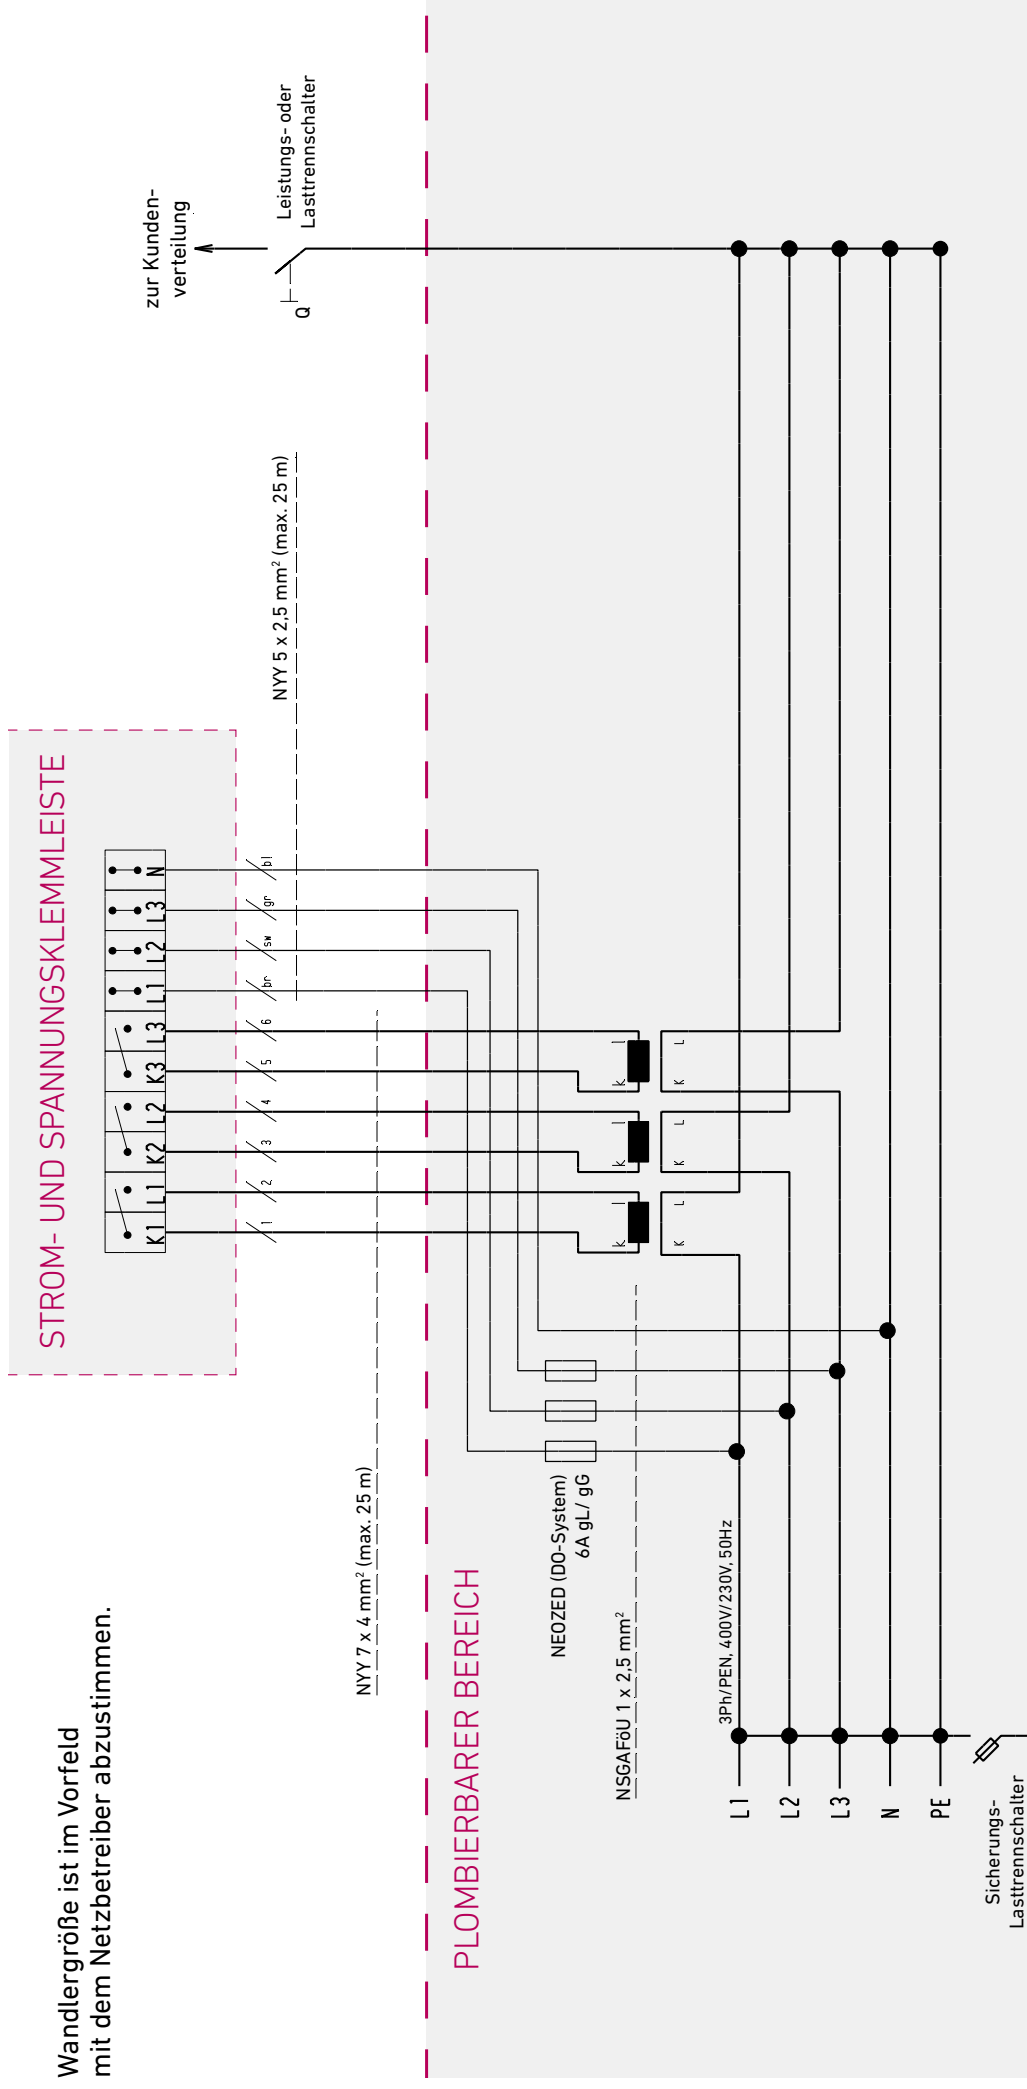 Wandlergröße ist im Vorfeld
mit dem Netzbetreiber abzustimmen.
STROM- UND SPANNUNGSKLEMMLEISTE
K1 L1 K2 L2 K3 L3 L1 L2 L3 N
1 2 3 4 5 6 br sw gr bl
zur Kunden-
verteilung
Leistungs- oder
Lasttrennschalter
Q
NYY 5 x 2,5 mm² (max. 25 m)
NYY 7 x 4 mm² (max. 25 m)
PLOMBIERBARER BEREICH
NEOZED (DO-System)
6A gL/ gG
NSGAFöU 1 x 2,5 mm²
k l k l k l
K L K L K L
3Ph/PEN, 400V/230V, 50Hz
L1
L2
L3
N
PE
Sicherungs-
Lasttrennschalter